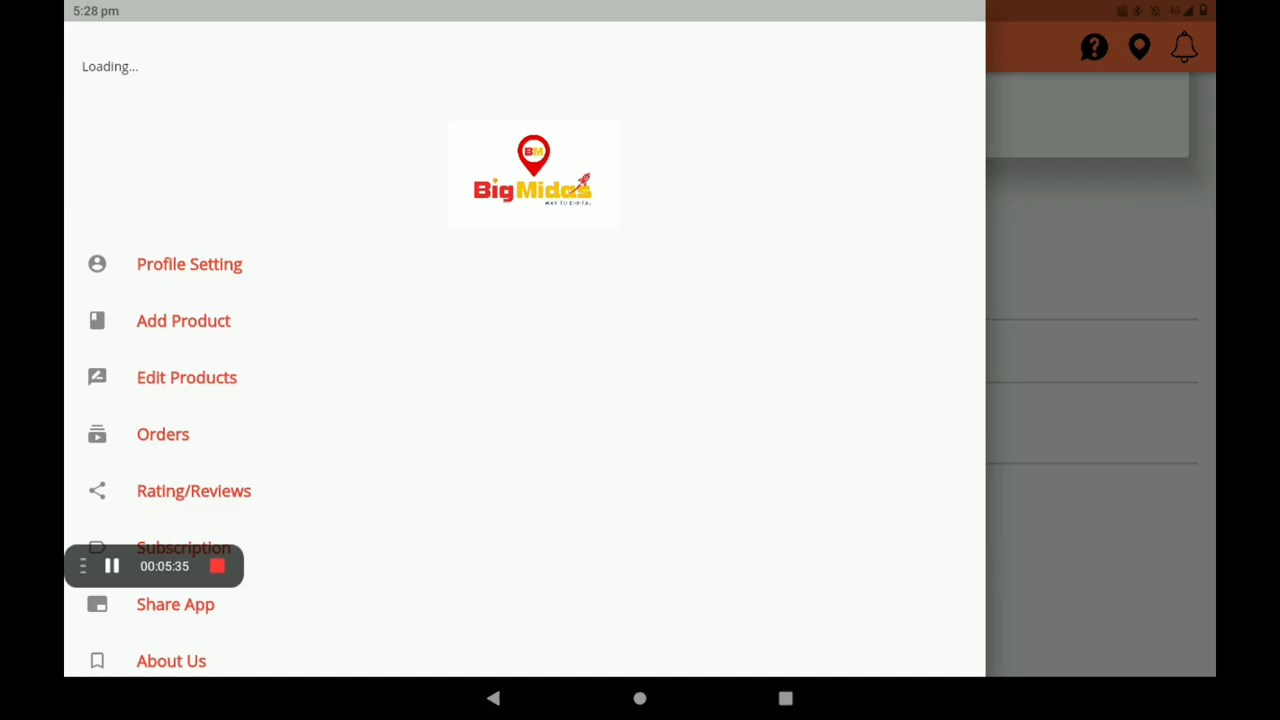 5:28 pm
4G
Loading...
BM
BigMidas
WAY TO DIGITAL
Profile Setting
Add Product
Edit Products
Orders
Rating/Reviews
Subscription
00:05:35
Share App
About Us